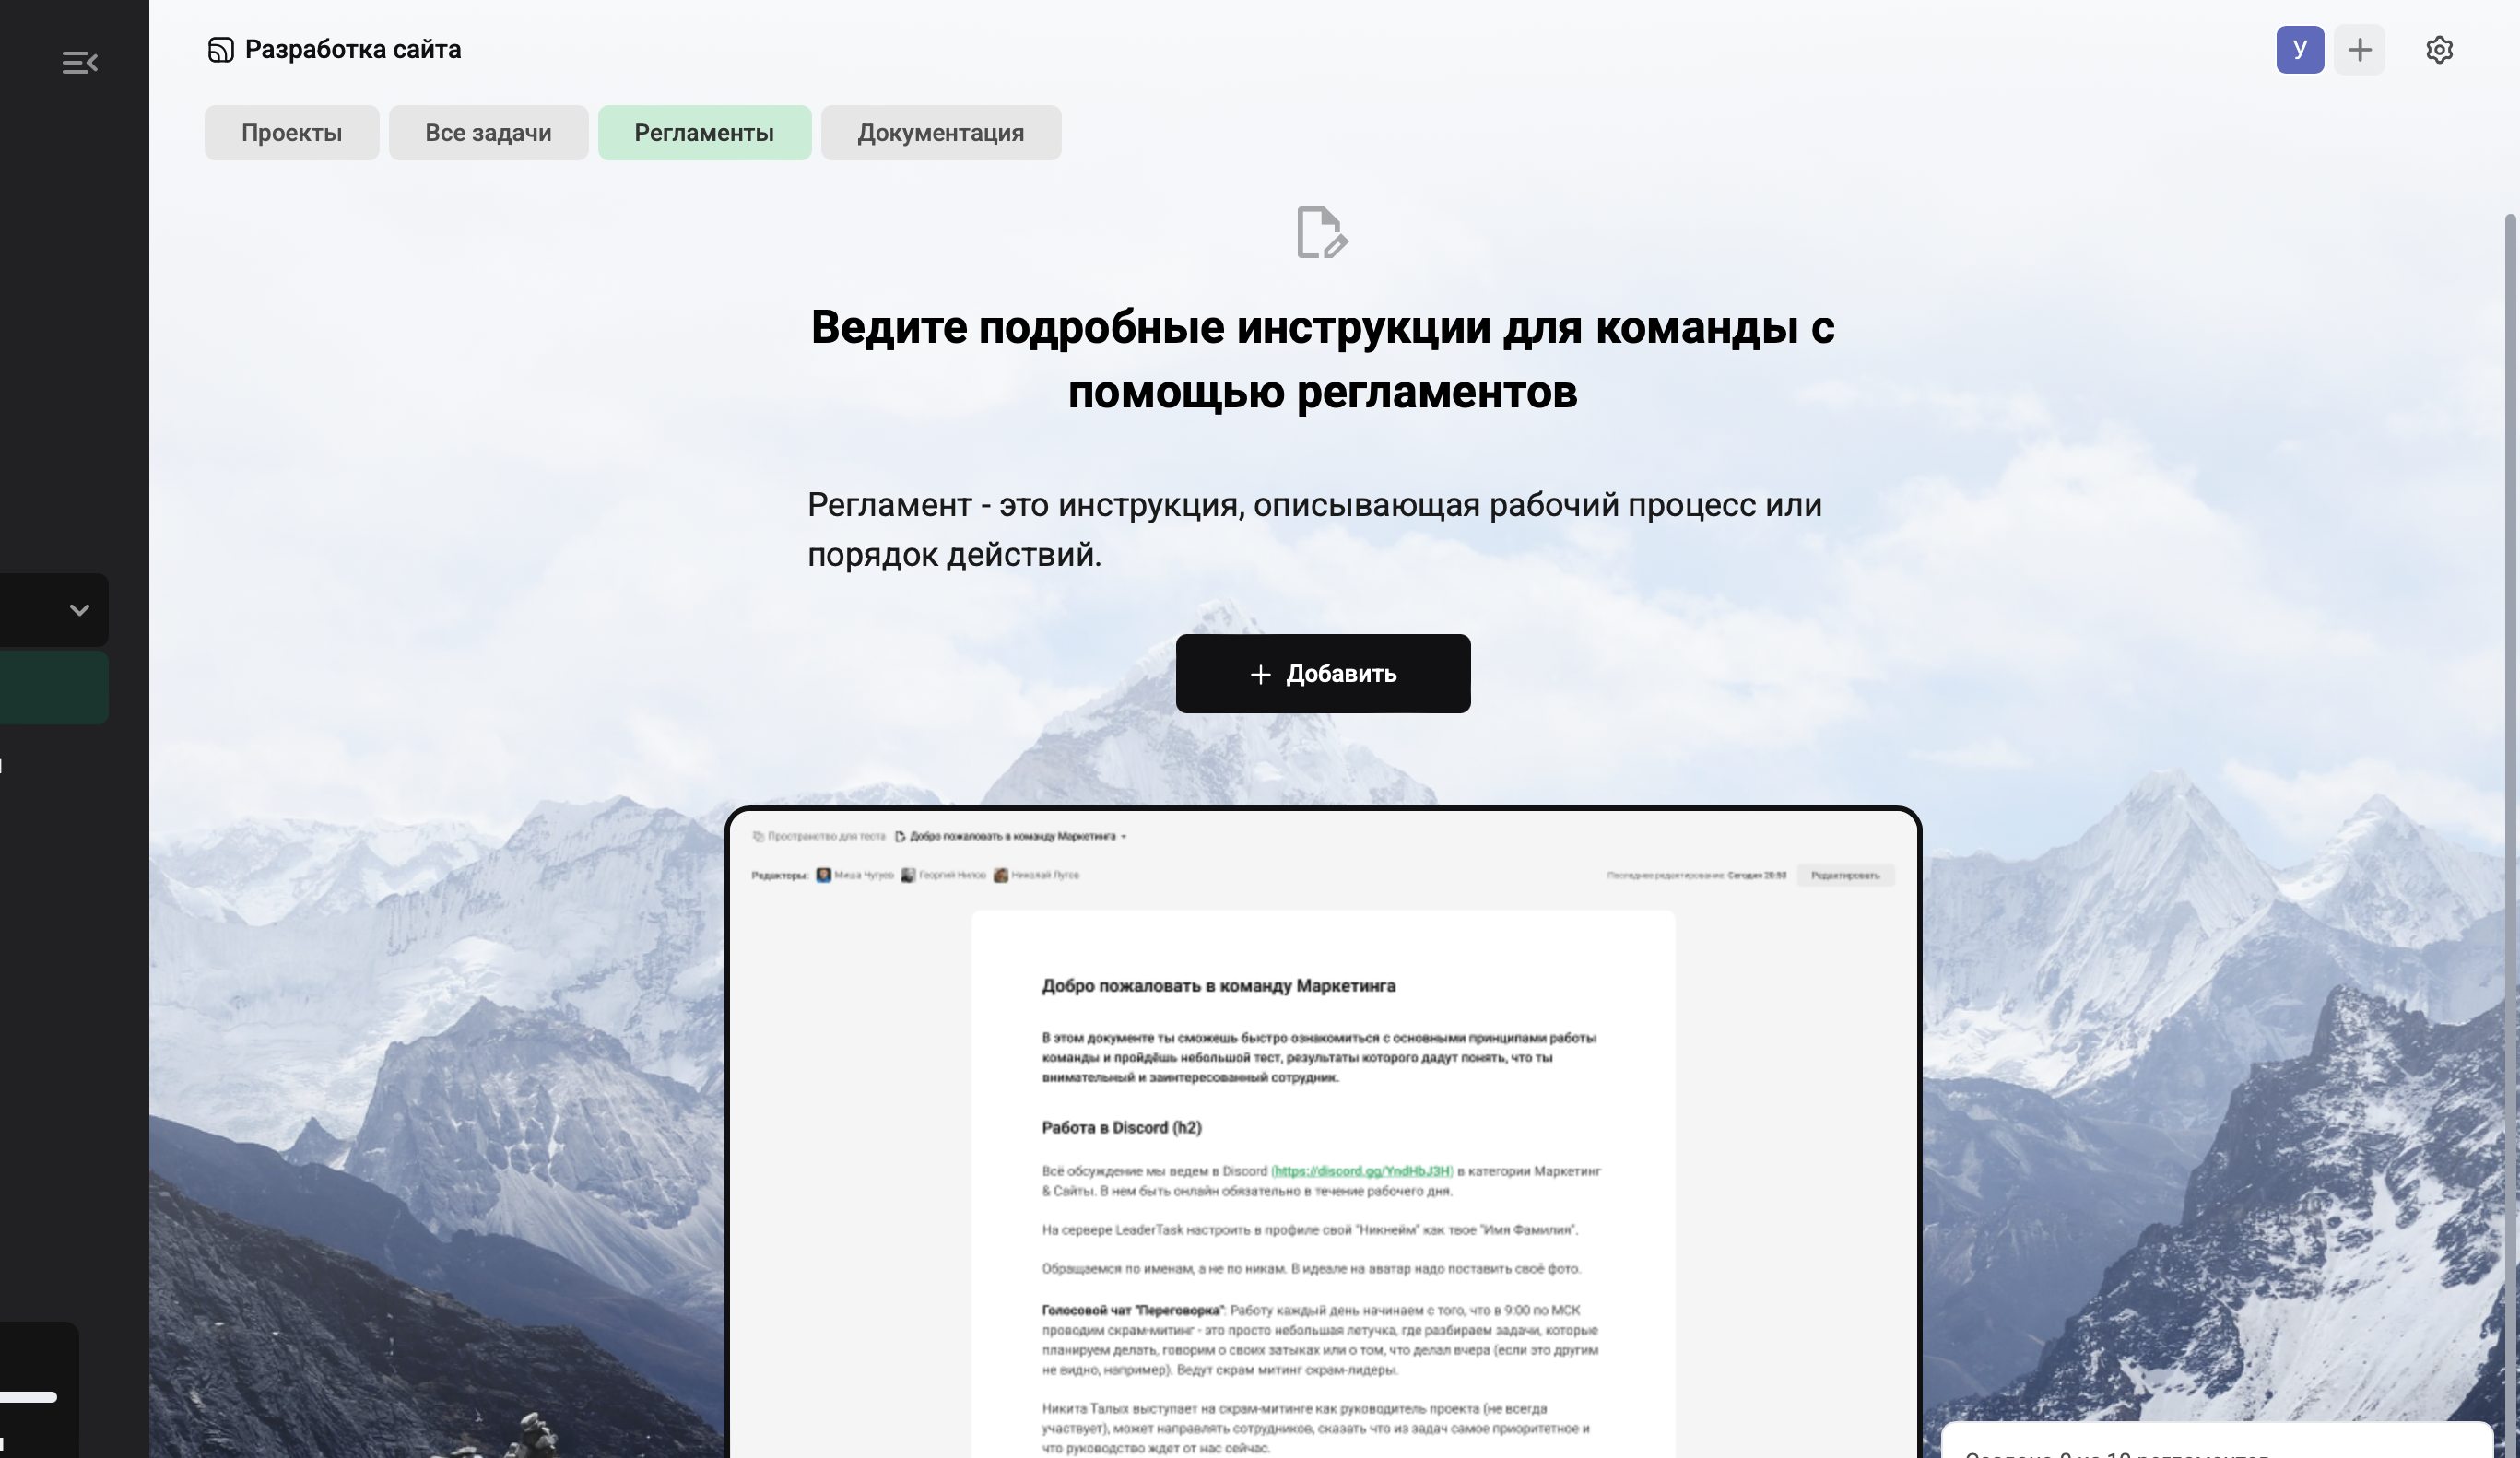 Разработка сайта
У
Проекты
Все задачи
Регламенты
Документация
Ведите подробные инструкции для команды с
помощью регламентов
Регламент - это инструкция, описывающая рабочий процесс или
порядок действий.
Добавить
Пространство для теста Добро пожаловать в команду Маркетинга
Редакторы: Миша Чугуев Георгий Нилов Николай Лугов
Последнее редактирование: Сегодня 20:50 Редактировать
Добро пожаловать в команду Маркетинга
В этом документе ты сможешь быстро ознакомиться с основными принципами работы
команды и пройдёшь небольшой тест, результаты которого дадут понять, что ты
внимательный и заинтересованный сотрудник.
Работа в Discord (h2)
Всё обсуждение мы ведем в Discord (https://discord.gg/YndHbJ3H) в категории Маркетинг
& Сайты. В нем быть онлайн обязательно в течение рабочего дня.
На сервере LeaderTask настроить в профиле свой "Никнейм" как твое "Имя Фамилия".
Обращаемся по именам, а не по никам. В идеале на аватар надо поставить своё фото.
Голосовой чат "Переговорка": Работу каждый день начинаем с того, что в 9:00 по МСК
проводим скрам-митинг - это просто небольшая летучка, где разбираем задачи, которые
планируем делать, говорим о своих затыках или о том, что делал вчера (если это другим
не видно, например). Ведут скрам митинг скрам-лидеры.
Никита Талых выступает на скрам-митинге как руководитель проекта (не всегда
участвует), может направлять сотрудников, сказать что из задач самое приоритетное и
что руководство ждет от нас сейчас.